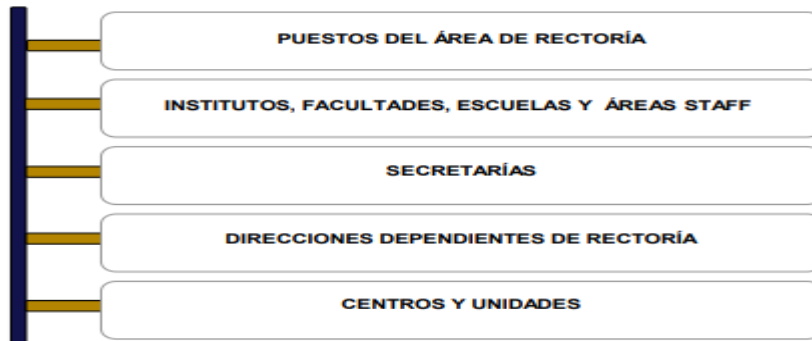 PUESTOS DEL ÁREA DE RECTORÍA
INSTITUTOS, FACULTADES, ESCUELAS Y ÁREAS STAFF
SECRETARÍAS
DIRECCIONES DEPENDIENTES DE RECTORÍA
CENTROS Y UNIDADES